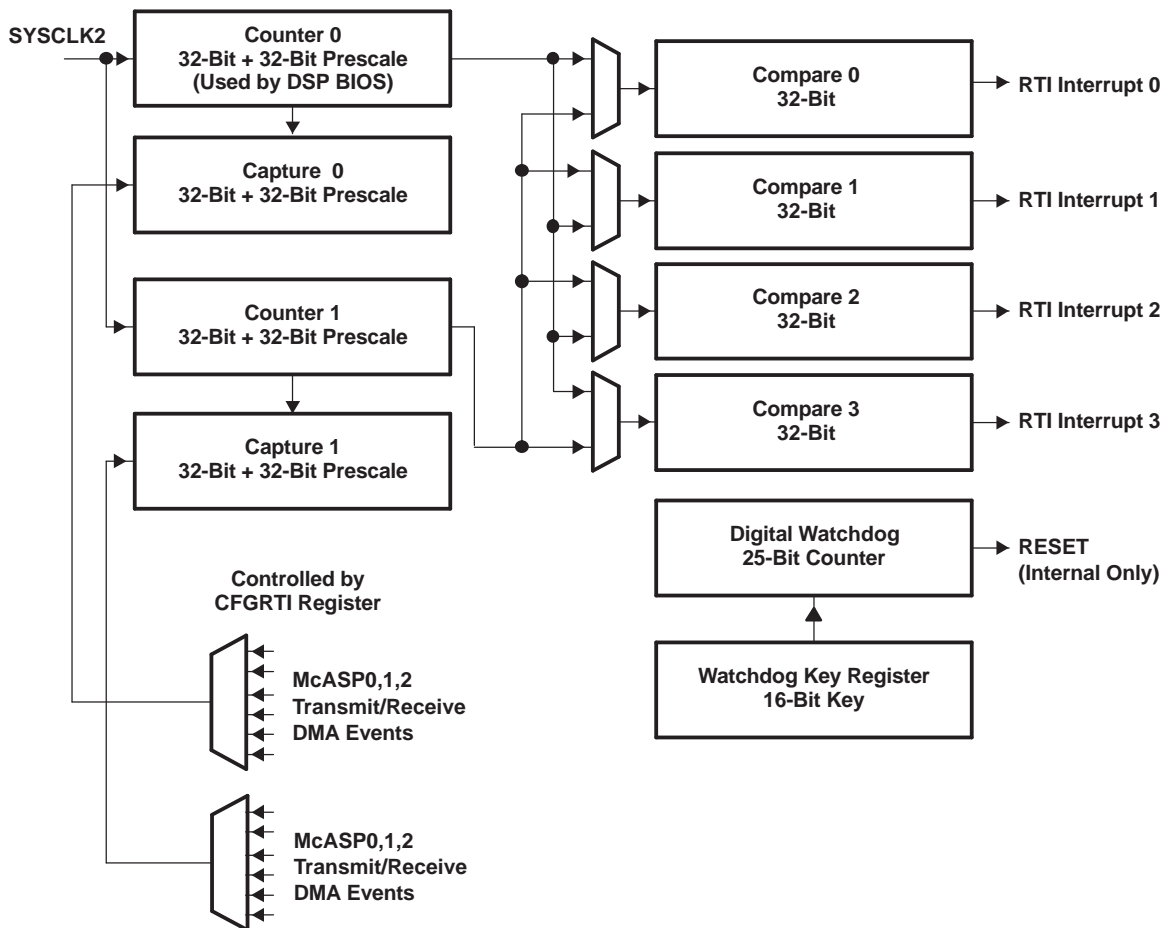 SYSCLK2
Counter 0
32-Bit + 32-Bit Prescale
(Used by DSP BIOS)
Capture 0
32-Bit + 32-Bit Prescale
Counter 1
32-Bit + 32-Bit Prescale
Capture 1
32-Bit + 32-Bit Prescale
Compare 0
32-Bit
RTI Interrupt 0
Compare 1
32-Bit
RTI Interrupt 1
Compare 2
32-Bit
RTI Interrupt 2
Compare 3
32-Bit
RTI Interrupt 3
Digital Watchdog
25-Bit Counter
RESET
(Internal Only)
Watchdog Key Register
16-Bit Key
Controlled by
CFGRTI Register
McASP0,1,2
Transmit/Receive
DMA Events
McASP0,1,2
Transmit/Receive
DMA Events